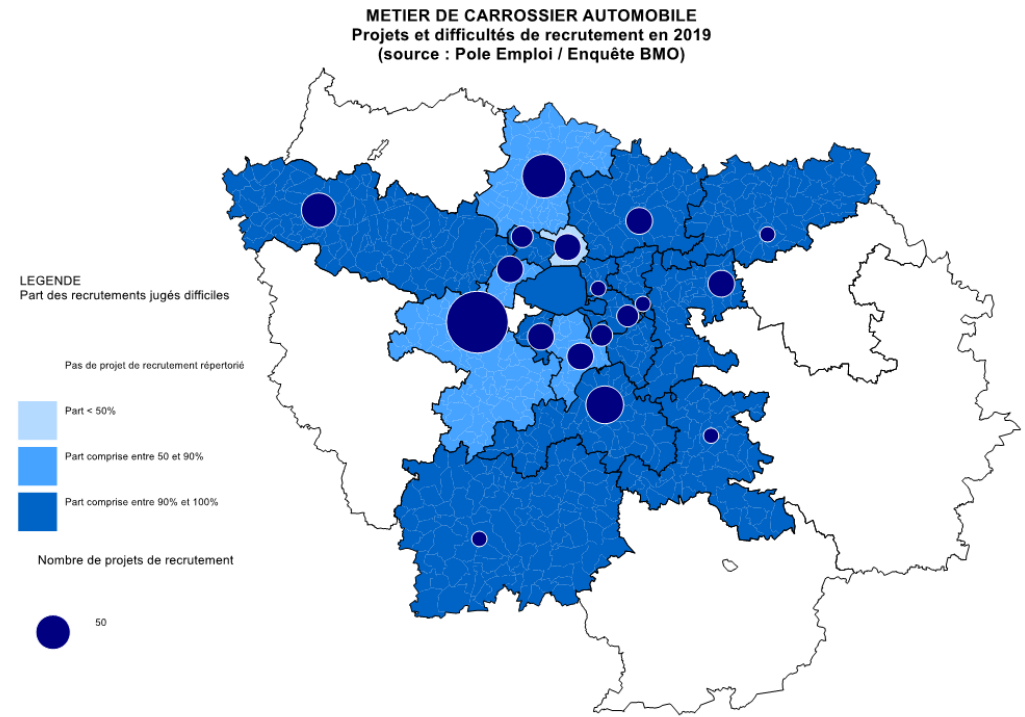 METIER DE CARROSSIER AUTOMOBILE
Projets et difficultés de recrutement en 2019
(source : Pole Emploi / Enquête BMO)
LEGENDE
Part des recrutements jugés difficiles
Pas de projet de recrutement répertorié
Part < 50%
Part comprise entre 50 et 90%
Part comprise entre 90% et 100%
Nombre de projets de recrutement
50